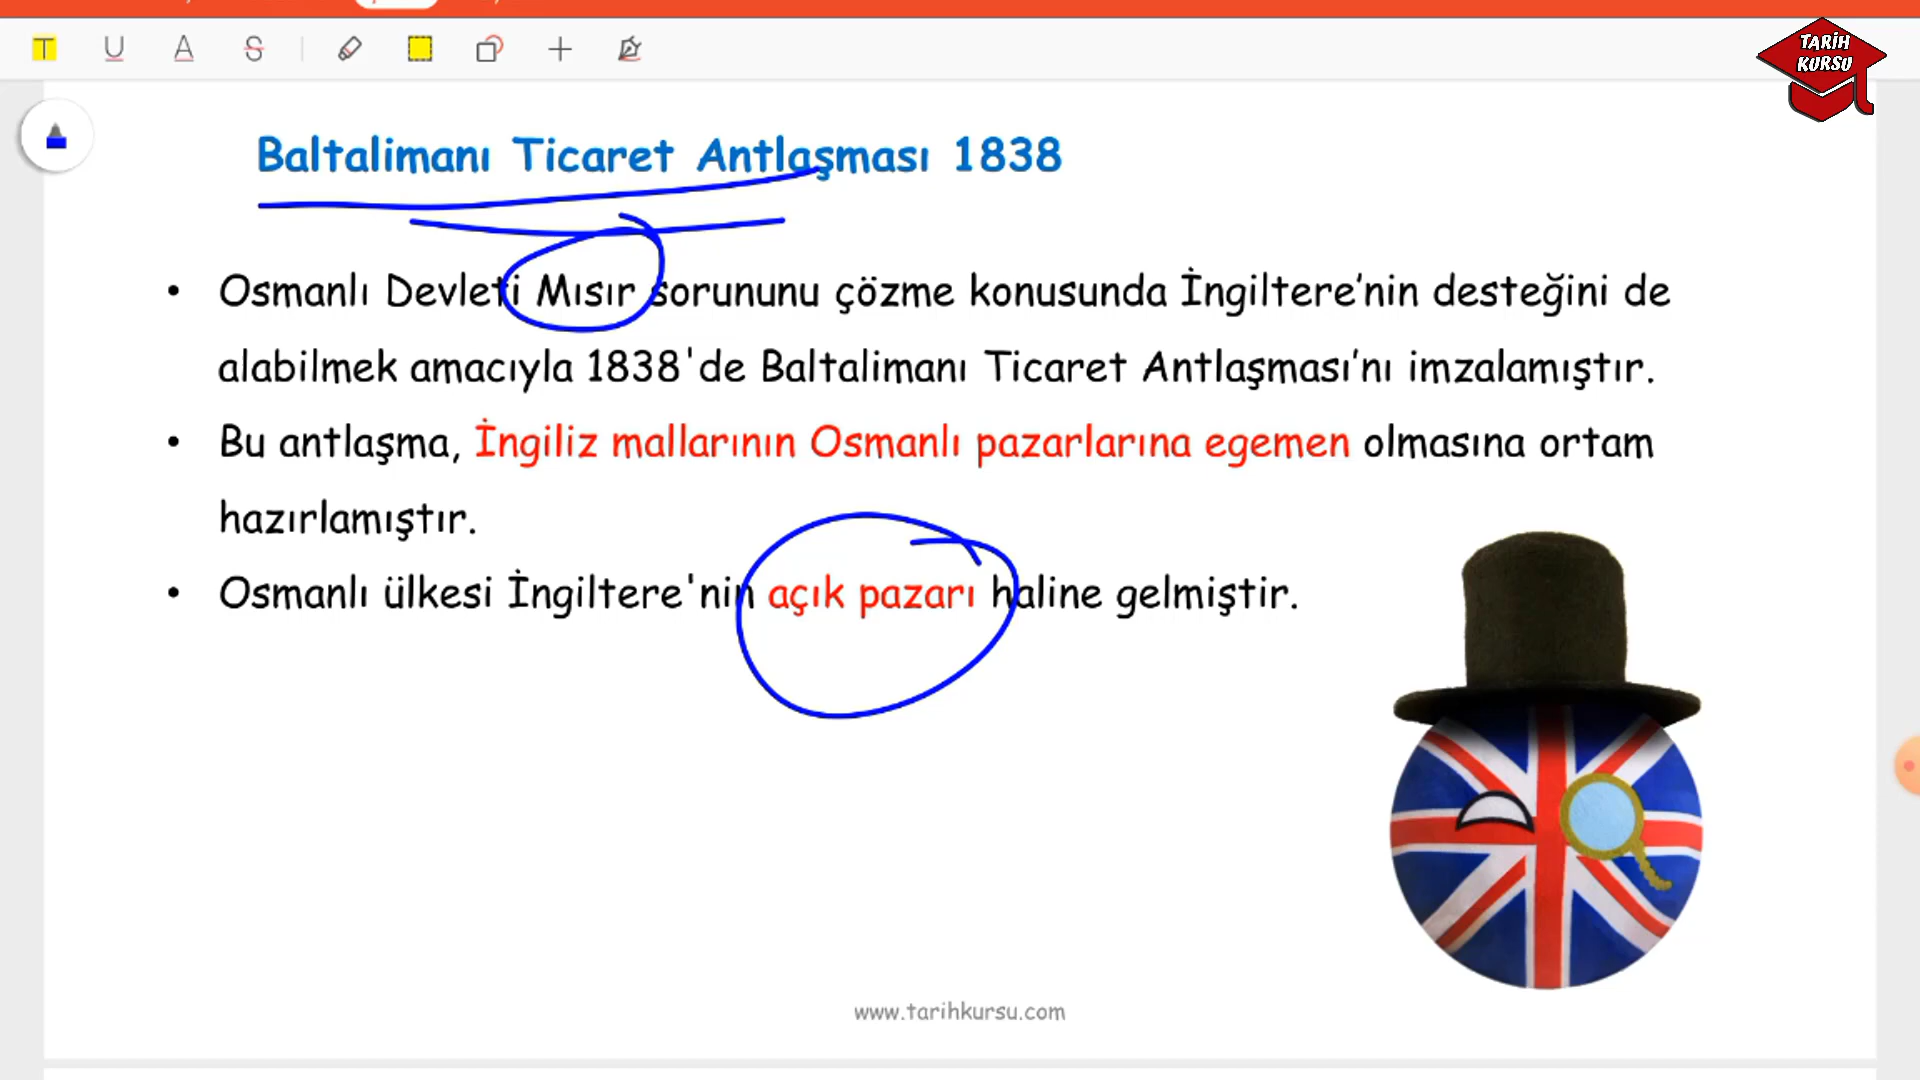 TARİH
KURSU
Baltalimanı Ticaret Antlaşması 1838
• Osmanlı Devleti Mısır sorununu çözme konusunda İngiltere’nin desteğini de
alabilmek amacıyla 1838'de Baltalimanı Ticaret Antlaşması’nı imzalamıştır.
• Bu antlaşma, İngiliz mallarının Osmanlı pazarlarına egemen olmasına ortam
hazırlamıştır.
• Osmanlı ülkesi İngiltere'nin açık pazarı haline gelmiştir.
www.tarihkursu.com